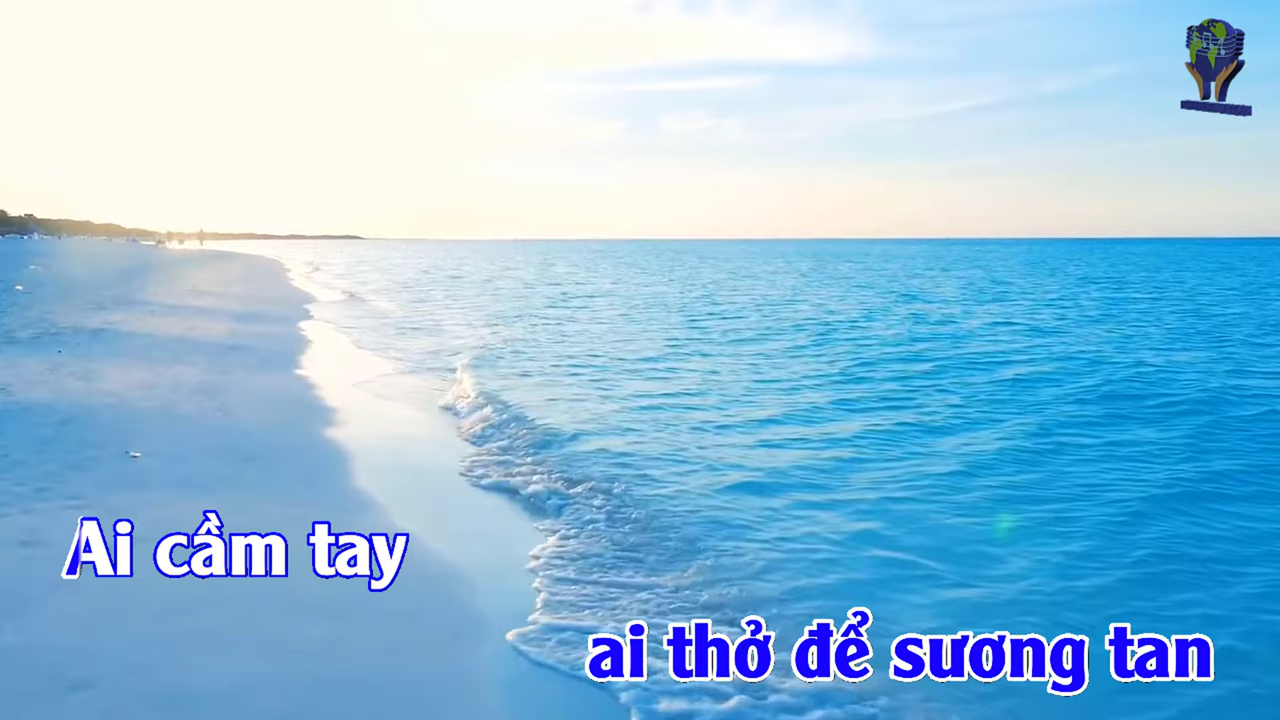 Ai cầm tay
ai thở để sương tan